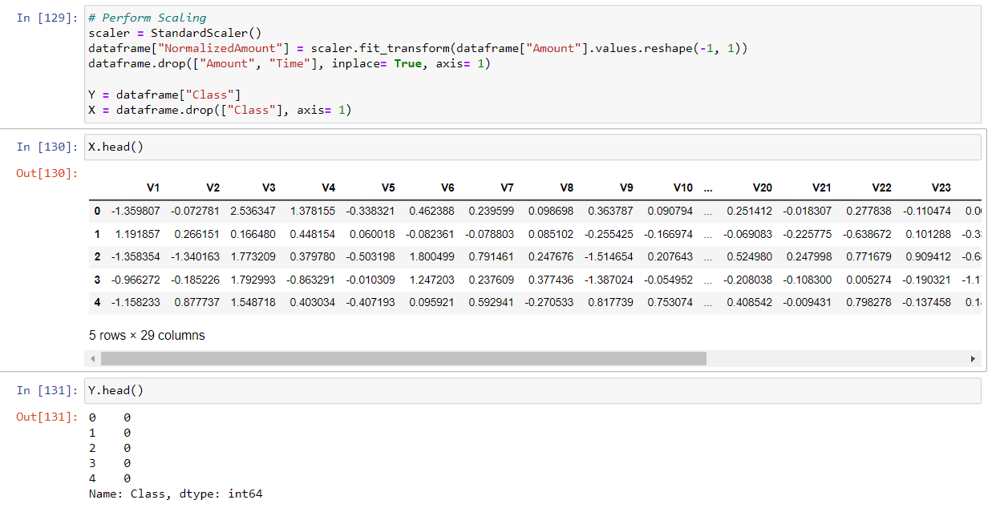 In [129]: # Perform Scaling
scaler = StandardScaler()
dataframe["NormalizedAmount"] = scaler.fit_transform(dataframe["Amount"].values.reshape(-1, 1))
dataframe.drop(["Amount", "Time"], inplace= True, axis= 1)
Y = dataframe["Class"]
X = dataframe.drop(["Class"], axis= 1)
In [130]: X.head()
Out[130]:
V1 V2 V3 V4 V5 V6 V7 V8 V9 V10 ... V20 V21 V22 V23
0 -1.359807 -0.072781 2.536347 1.378155 -0.338321 0.462388 0.239599 0.098698 0.363787 0.090794 ... 0.251412 -0.018307 0.277838 -0.110474
1 1.191857 0.266151 0.166480 0.448154 0.060018 -0.082361 -0.078803 0.085102 -0.255425 -0.166974 ... -0.069083 -0.225775 -0.638672 0.101288
2 -1.358354 -1.340163 1.773209 0.379780 -0.503198 1.800499 0.791461 0.247676 -1.514654 0.207643 ... 0.524980 0.247998 0.771679 0.909412
3 -0.966272 -0.185226 1.792993 -0.863291 -0.010309 1.247203 0.237609 0.377436 -1.387024 -0.054952 ... -0.208038 -0.108300 0.005274 -0.190321
4 -1.158233 0.877737 1.548718 0.403034 -0.407193 0.095921 0.592941 -0.270533 0.817739 0.753074 ... 0.408542 -0.009431 0.798278 -0.137458
5 rows × 29 columns
In [131]: Y.head()
Out[131]: 0 0
1 0
2 0
3 0
4 0
Name: Class, dtype: int64